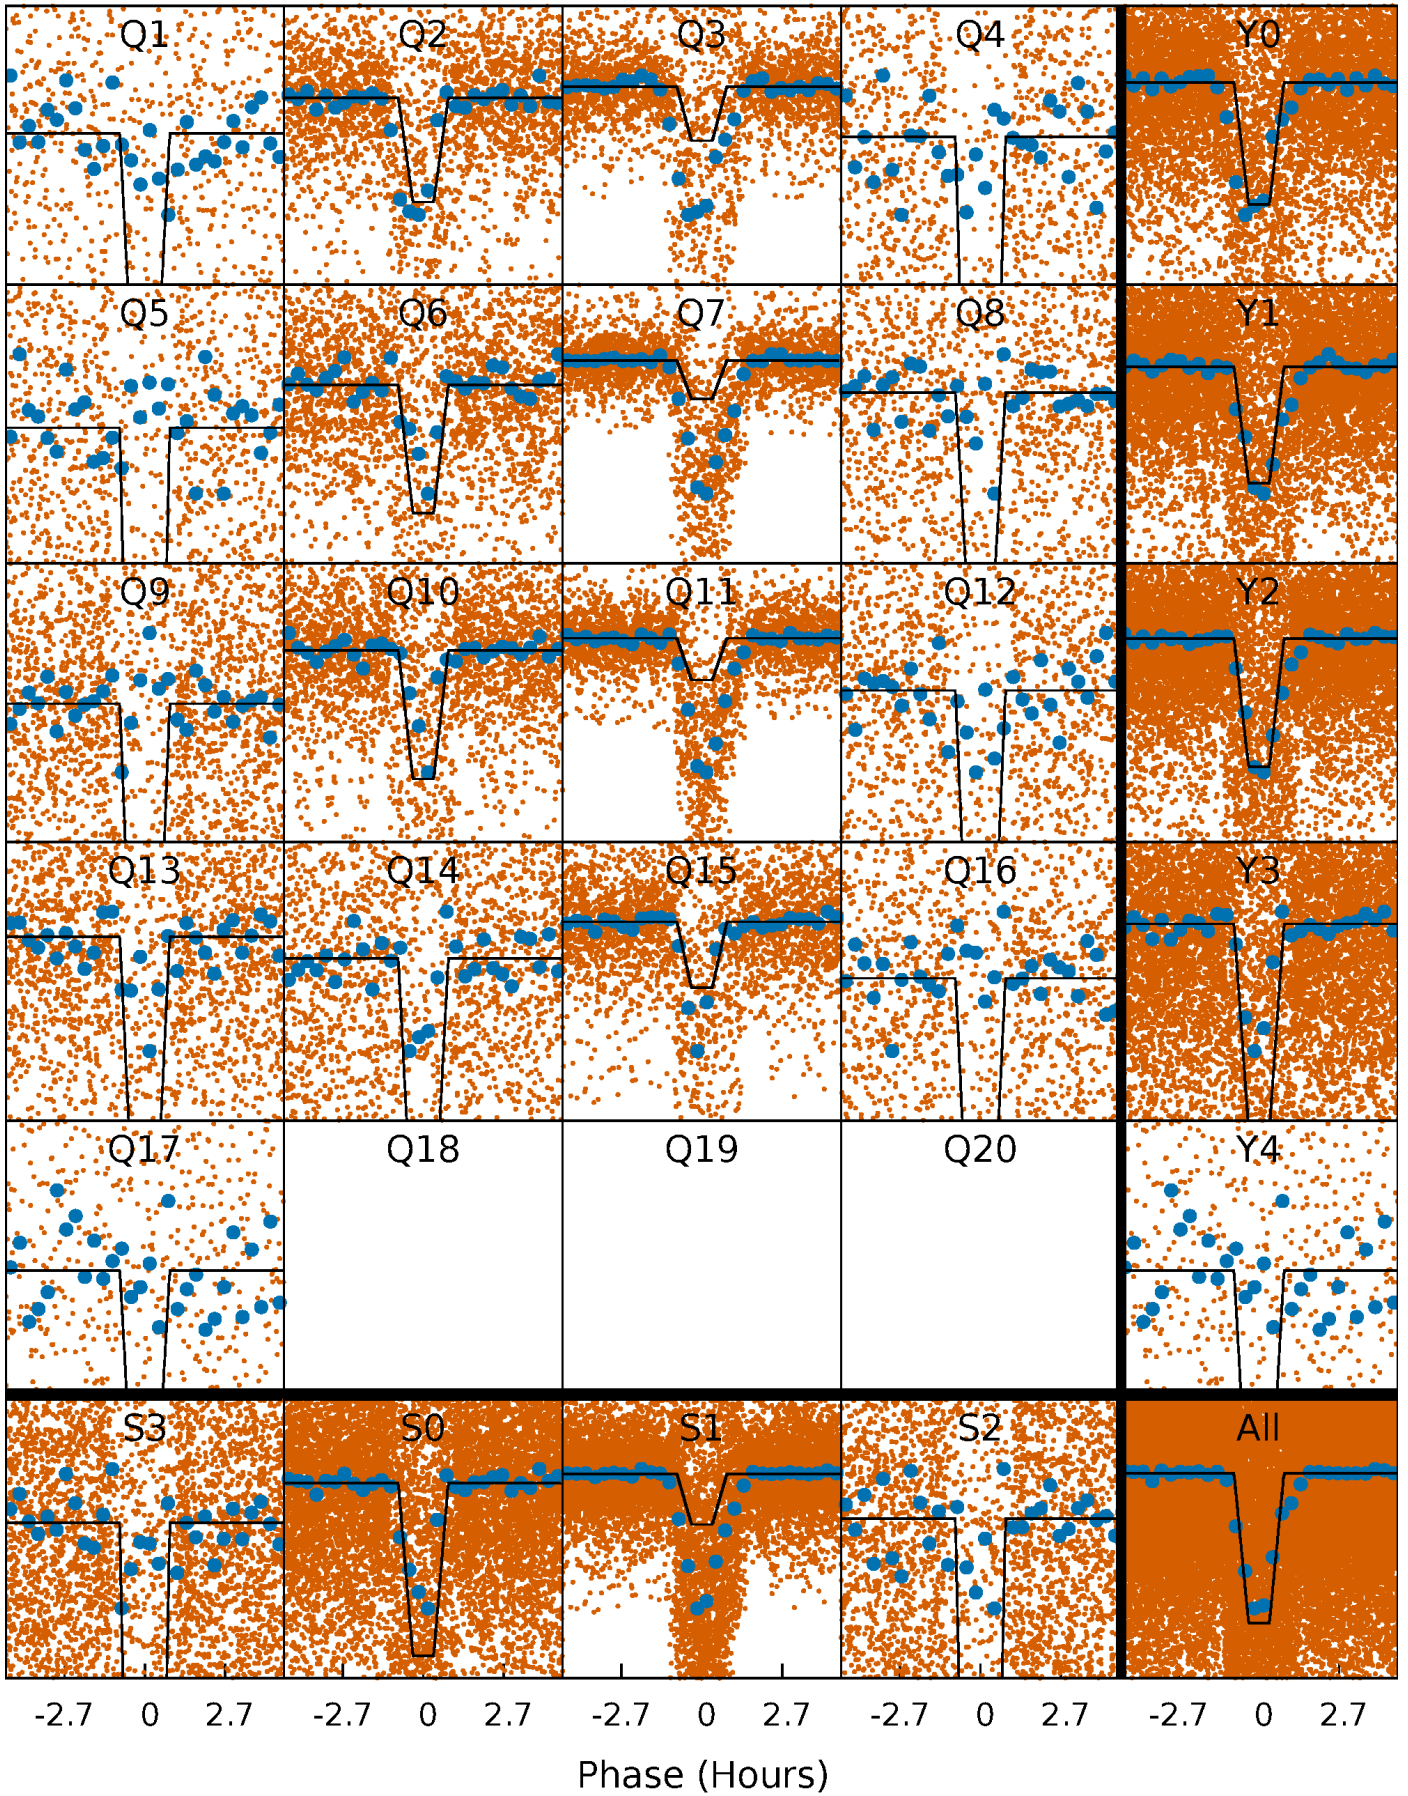 Q1 Q2 Q3 Q4 Y0
Q5 Q6 Q7 Q8 Y1
Q9 Q10 Q11 Q12 Y2
Q13 Q14 Q15 Q16 Y3
Q17 Q18 Q19 Q20 Y4
S3 S0 S1 S2 All
-2.7 0 2.7 -2.7 0 2.7 -2.7 0 2.7 -2.7 0 2.7 -2.7 0 2.7
Phase (Hours)